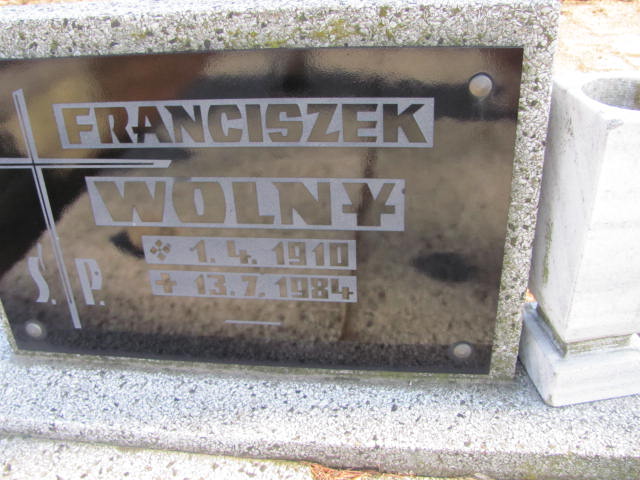 FRANCISZEK
WOLNY
1. 4. 1910
13. 7. 1984
S. P.